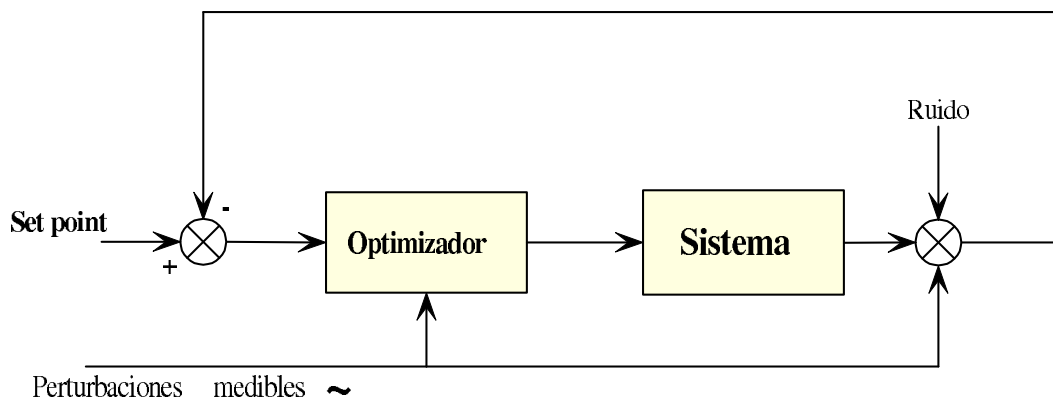 Ruido
Set point
-
+
Optimizador
Sistema
Perturbaciones medibles ~